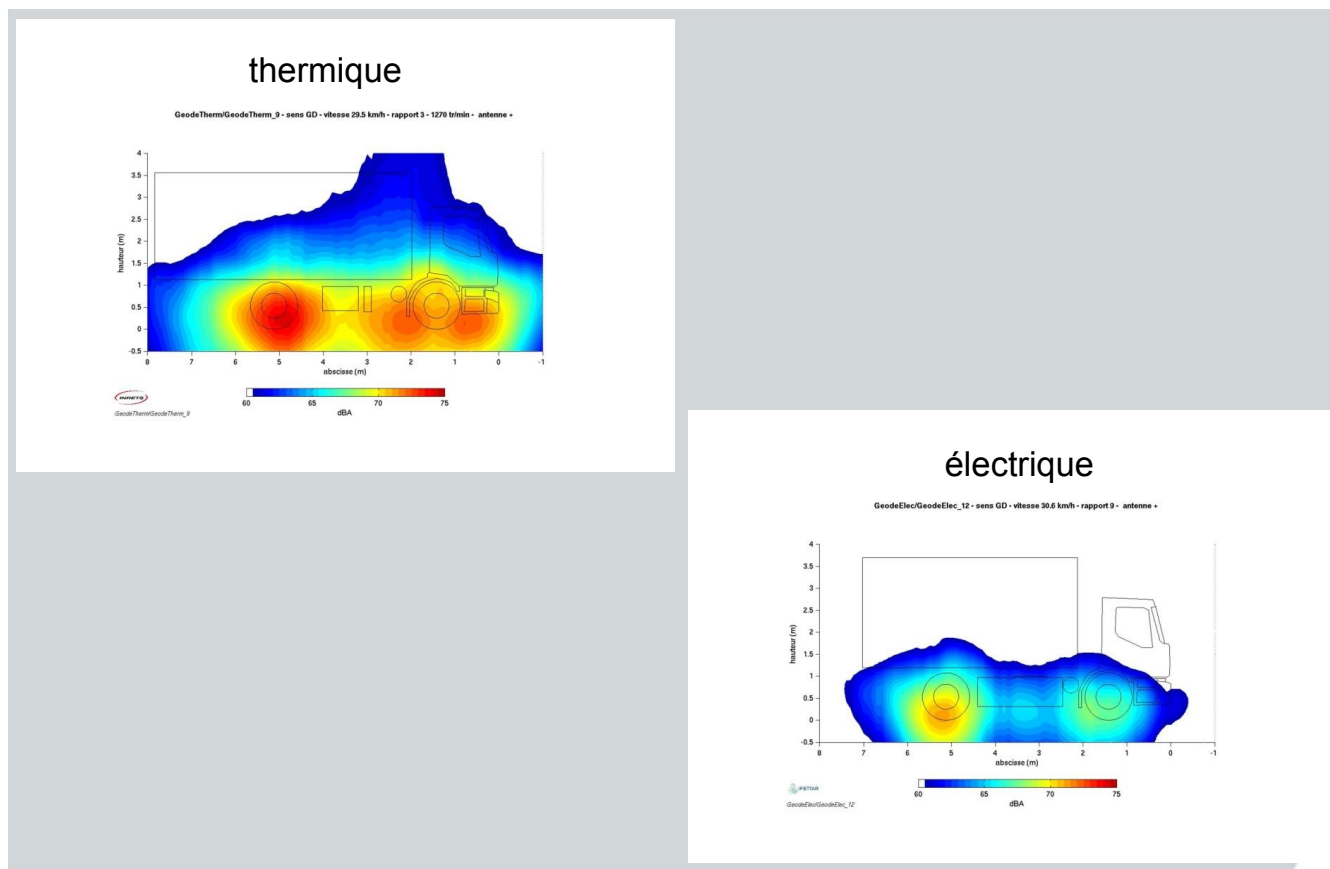 thermique
GeodeTherm/GeodeTherm_9 - sens GD - vitesse 29.5 km/h - rapport 3 - 1270 tr/min - antenne +
4
3.5
3
2.5
2
1.5
1
0.5
0
-0.5
hauteur (m)
8 7 6 5 4 3 2 1 0 -1
abscisse (m)
INRETS
60 65 70 75
dBA
GeodeTherm/GeodeTherm_9
électrique
GeodeElec/GeodeElec_12 - sens GD - vitesse 30.6 km/h - rapport 9 - antenne +
4
3.5
3
2.5
2
1.5
1
0.5
0
-0.5
hauteur (m)
8 7 6 5 4 3 2 1 0 -1
abscisse (m)
IFSTTAR
60 65 70 75
dBA
GeodeElec/GeodeElec_12